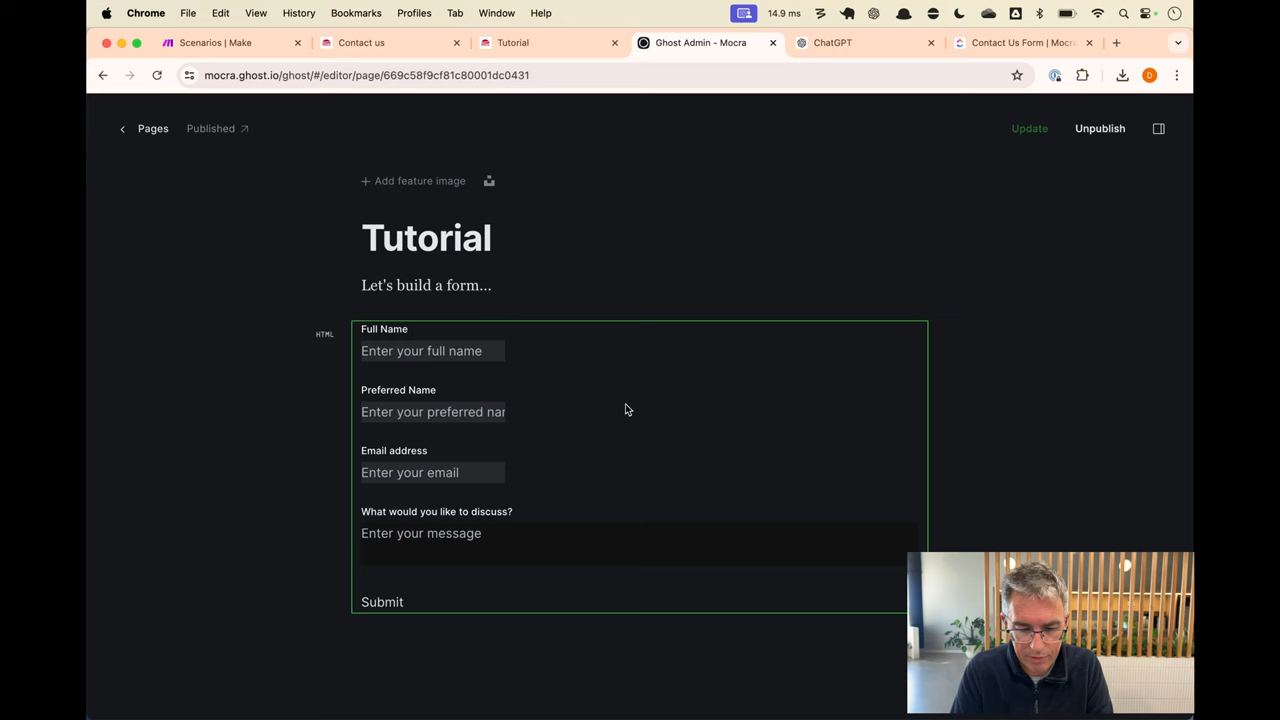 Chrome File Edit View History Bookmarks Profiles Tab Window Help 14.9 ms
Scenarios | Make Contact us Tutorial Ghost Admin - Mocra ChatGPT Contact Us Form | Mocra
mocra.ghost.io/ghost/#/editor/page/669c58f9cf81c80001dc0431 D
Pages Published Update Unpublish
Add feature image
Tutorial
Let's build a form...
HTML Full Name
Enter your full name
Preferred Name
Enter your preferred nar
Email address
Enter your email
What would you like to discuss?
Enter your message
Submit